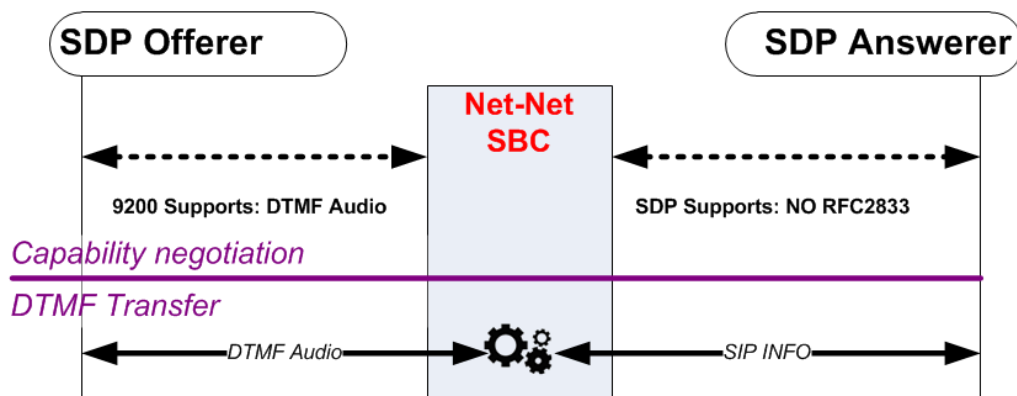 SDP Offerer
SDP Answerer
Net-Net
SBC
9200 Supports: DTMF Audio
SDP Supports: NO RFC2833
Capability negotiation
DTMF Transfer
DTMF Audio
SIP INFO